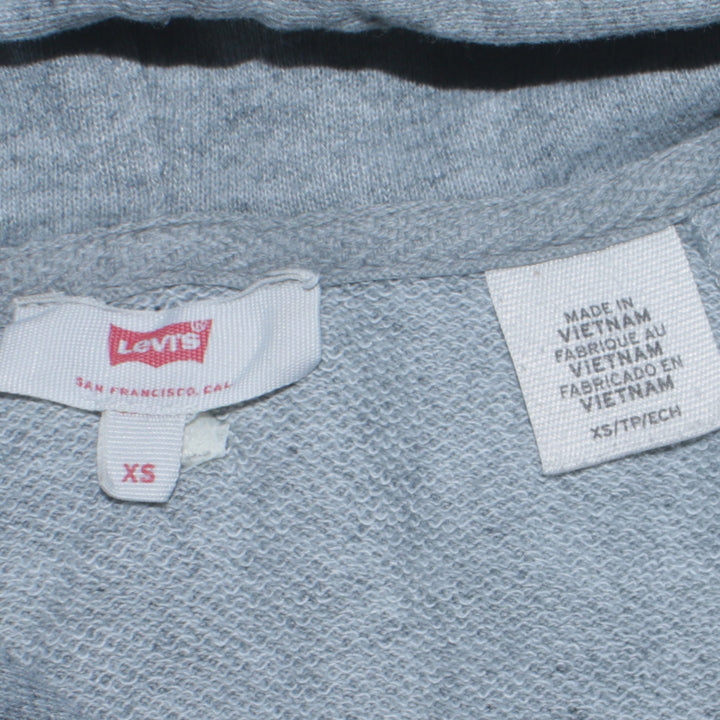 LEVI'S ®
SAN FRANCISCO, CAL
XS
MADE IN
VIETNAM
FABRIQUE AU
VIETNAM
FABRICADO EN
VIETNAM
XS/TP/ECH